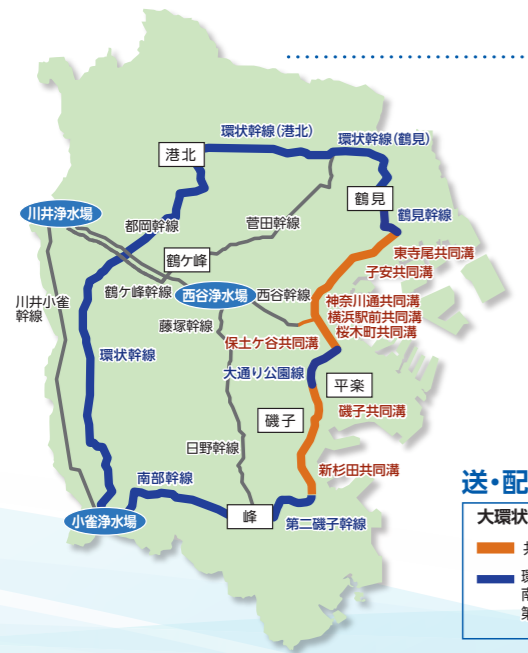 環状幹線(港北)
環状幹線(鶴見)
港北
鶴見
川井浄水場
都岡幹線
菅田幹線
鶴見幹線
東寺尾共同溝
子安共同溝
鶴ケ峰
鶴ケ峰幹線
西谷浄水場
西谷幹線
神奈川通共同溝
横浜駅前共同溝
桜木町共同溝
川井小雀
幹線
藤塚幹線
保土ケ谷共同溝
環状幹線
大通り公園線
平楽
磯子共同溝
磯子
日野幹線
新杉田共同溝
南部幹線
小雀浄水場
峰
第二磯子幹線
送・配
大環状
共
環
南
第